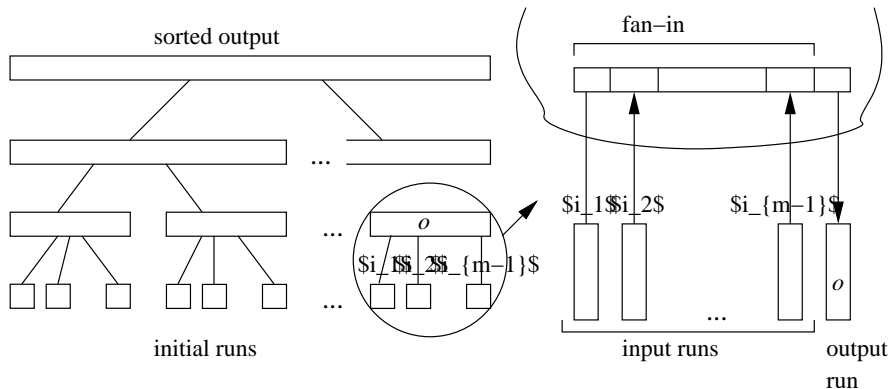 sorted output
fan−in
...
$i_1$
$i_2$
$i_{m−1}$
...
o
$i_1$
$i_2$
$i_{m−1}$
...
...
o
initial runs
input runs
output
run